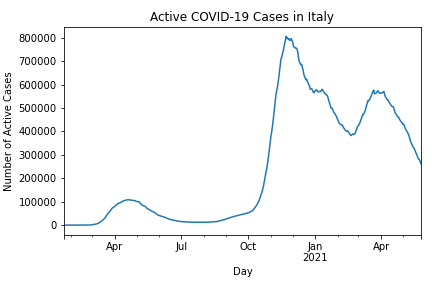 Active COVID-19 Cases in Italy
Number of Active Cases
800000
700000
600000
500000
400000
300000
200000
100000
0
Apr
Jul
Oct
Jan
2021
Apr
Day